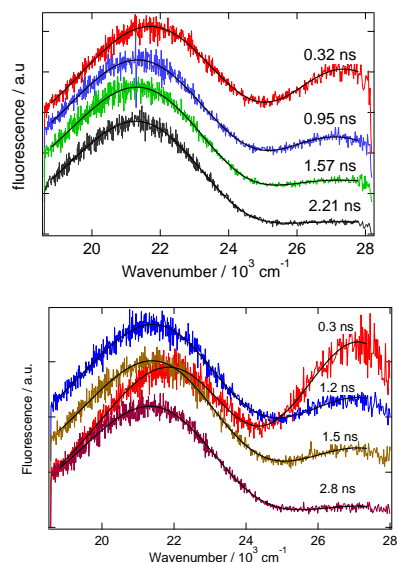 fluorescence / a.u
0.32 ns
0.95 ns
1.57 ns
2.21 ns
20 22 24 26 28
Wavenumber / 10³ cm⁻¹
Fluorescence / a.u.
0.3 ns
1.2 ns
1.5 ns
2.8 ns
20 22 24 26 28
Wavenumber / 10³ cm⁻¹